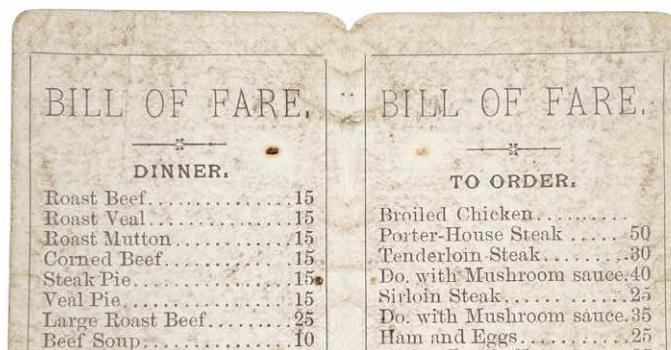 BILL OF FARE.
DINNER.
Roast Beef..................15
Roast Veal..................15
Roast Mutton...............15
Corned Beef................15
Steak Pie....................15
Veal Pie.....................15
Large Roast Beef..........25
Beef Soup..................10
BILL OF FARE.
TO ORDER.
Broiled Chicken..........
Porter-House Steak ......50
Tenderloin Steak.........30
Do. with Mushroom sauce.40
Sirloin Steak.............25
Do. with Mushroom sauce.35
Ham and Eggs...........25